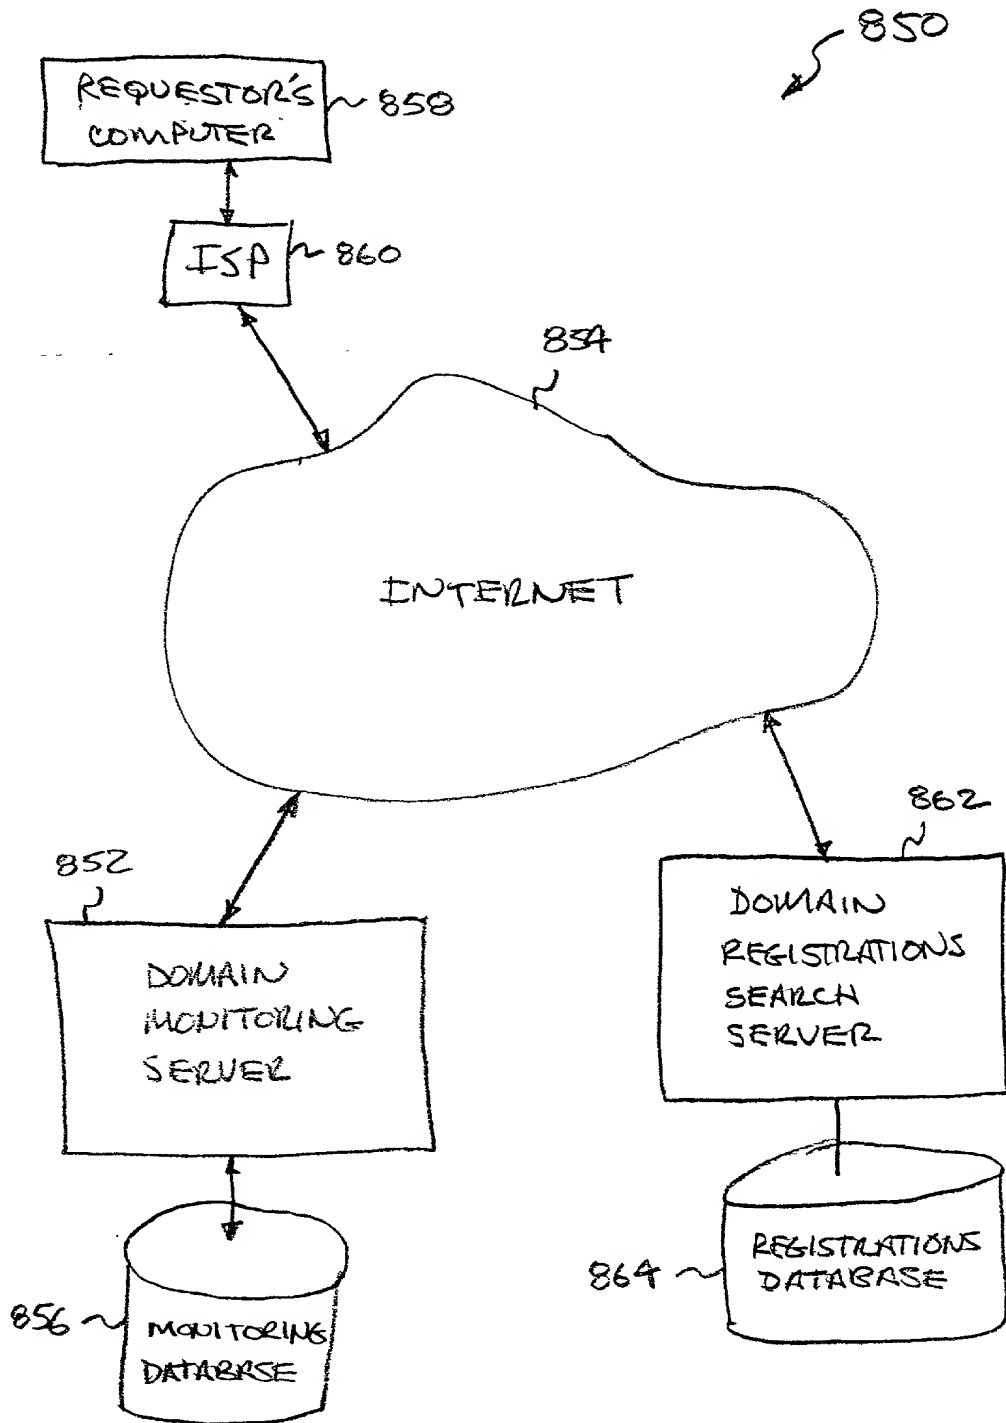 850
REQUESTOR'S
COMPUTER
858
ISP
860
854
INTERNET
862
852
DOMAIN
REGISTRATIONS
SEARCH
SERVER
DOMAIN
MONITORING
SERVER
REGISTRATIONS
DATABASE
864
856
MONITORING
DATABASE